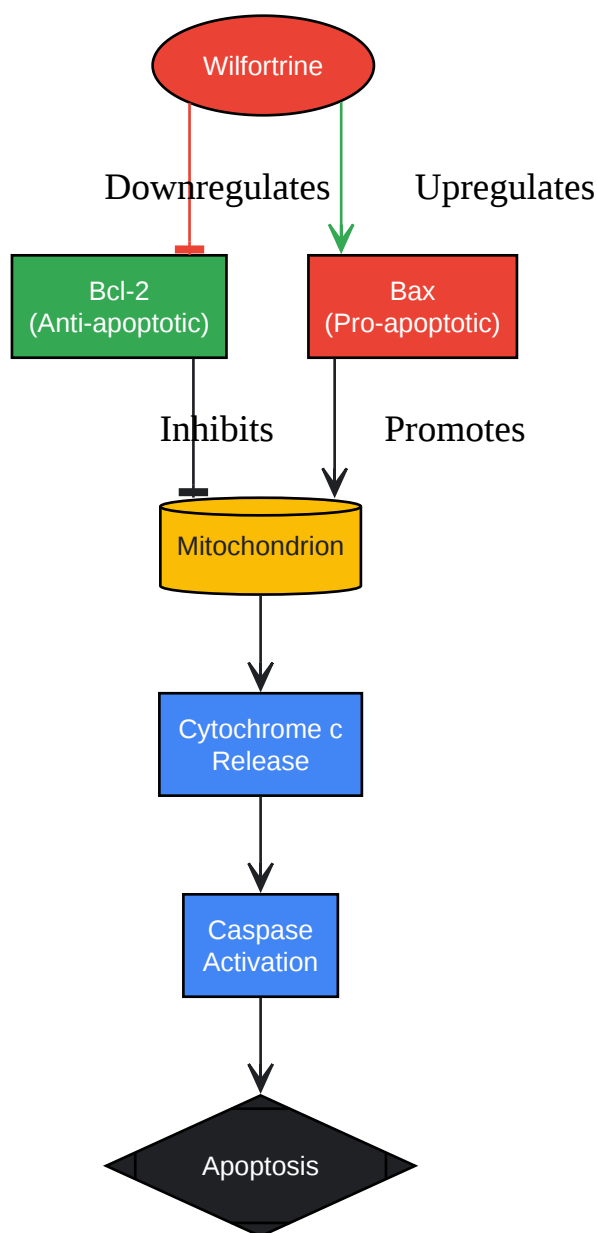 Wilfortrine
Downregulates
Upregulates
Bcl-2
(Anti-apoptotic)
Bax
(Pro-apoptotic)
Inhibits
Promotes
Mitochondrion
Cytochrome c
Release
Caspase
Activation
Apoptosis